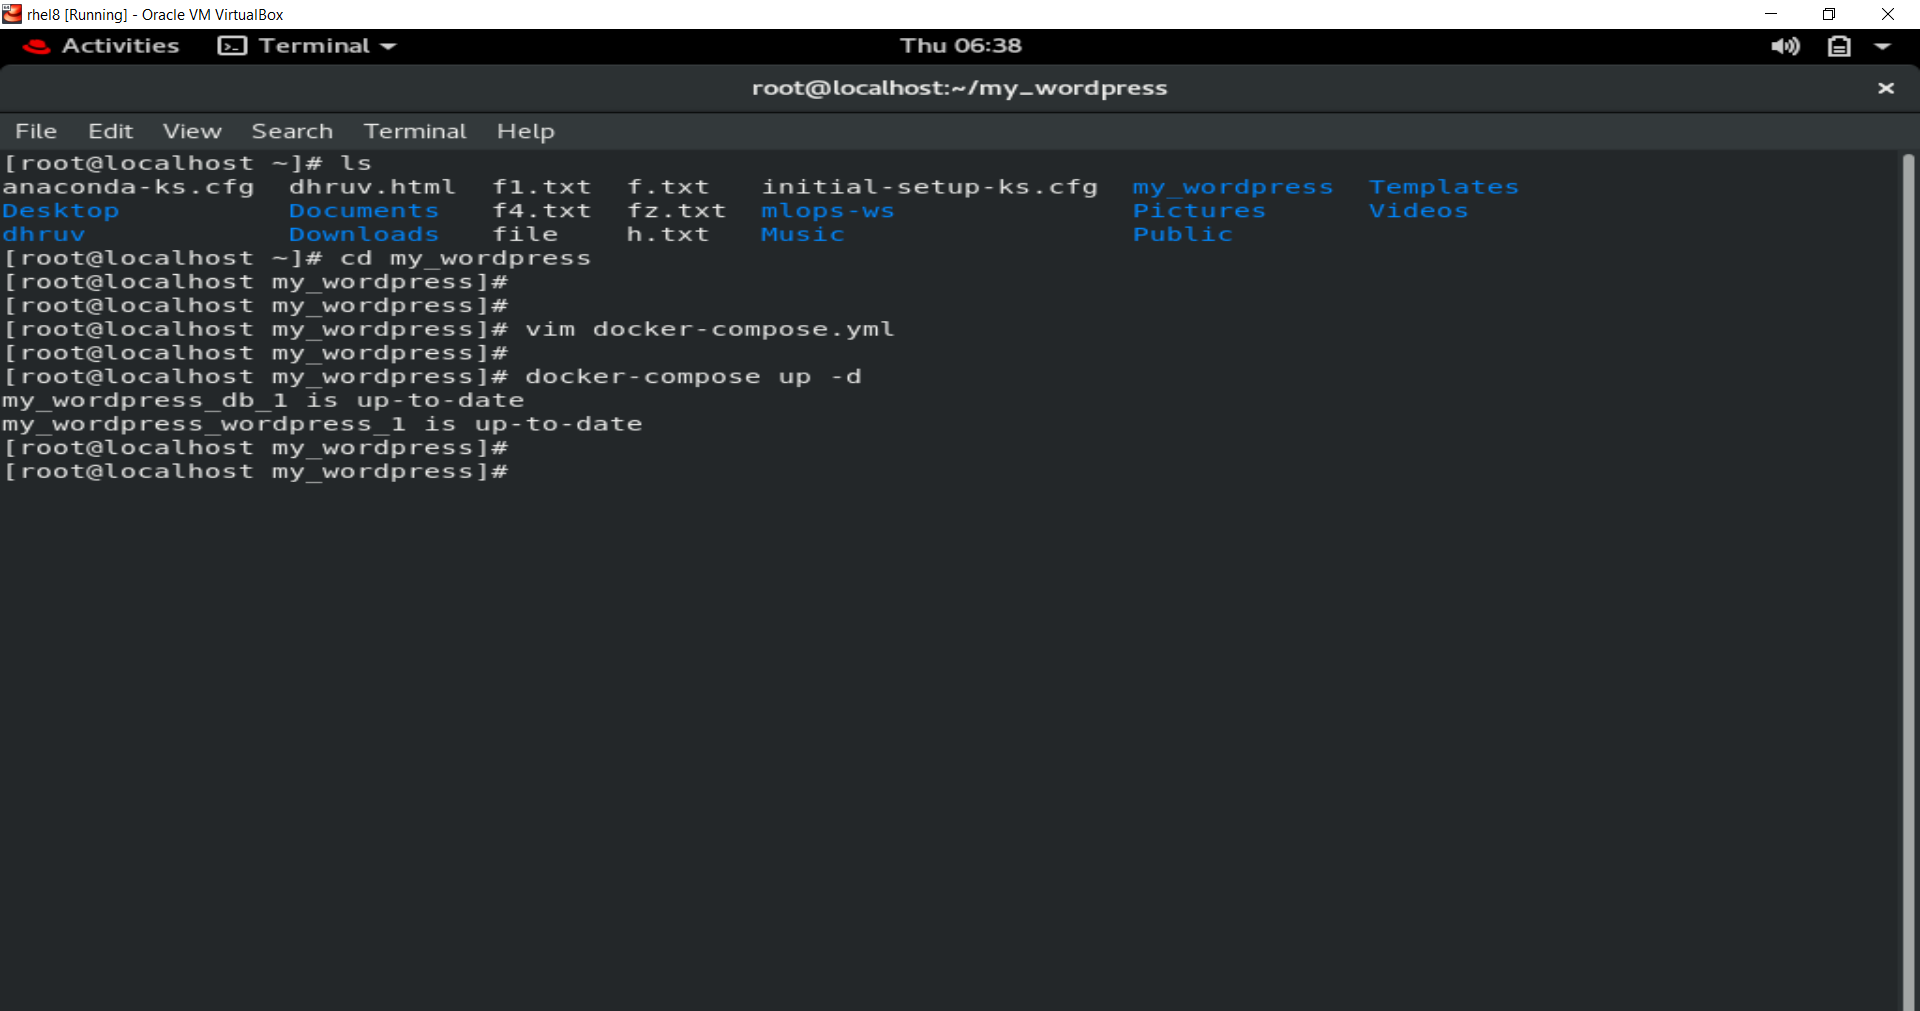 rhel8 [Running] - Oracle VM VirtualBox
Activities Terminal Thu 06:38
root@localhost:~/my_wordpress
File Edit View Search Terminal Help
[root@localhost ~]# ls
anaconda-ks.cfg dhruv.html f1.txt f.txt initial-setup-ks.cfg my_wordpress Templates
Desktop Documents f4.txt fz.txt mlops-ws Pictures Videos
dhruv Downloads file h.txt Music Public
[root@localhost ~]# cd my_wordpress
[root@localhost my_wordpress]#
[root@localhost my_wordpress]#
[root@localhost my_wordpress]# vim docker-compose.yml
[root@localhost my_wordpress]#
[root@localhost my_wordpress]# docker-compose up -d
my_wordpress_db_1 is up-to-date
my_wordpress_wordpress_1 is up-to-date
[root@localhost my_wordpress]#
[root@localhost my_wordpress]#